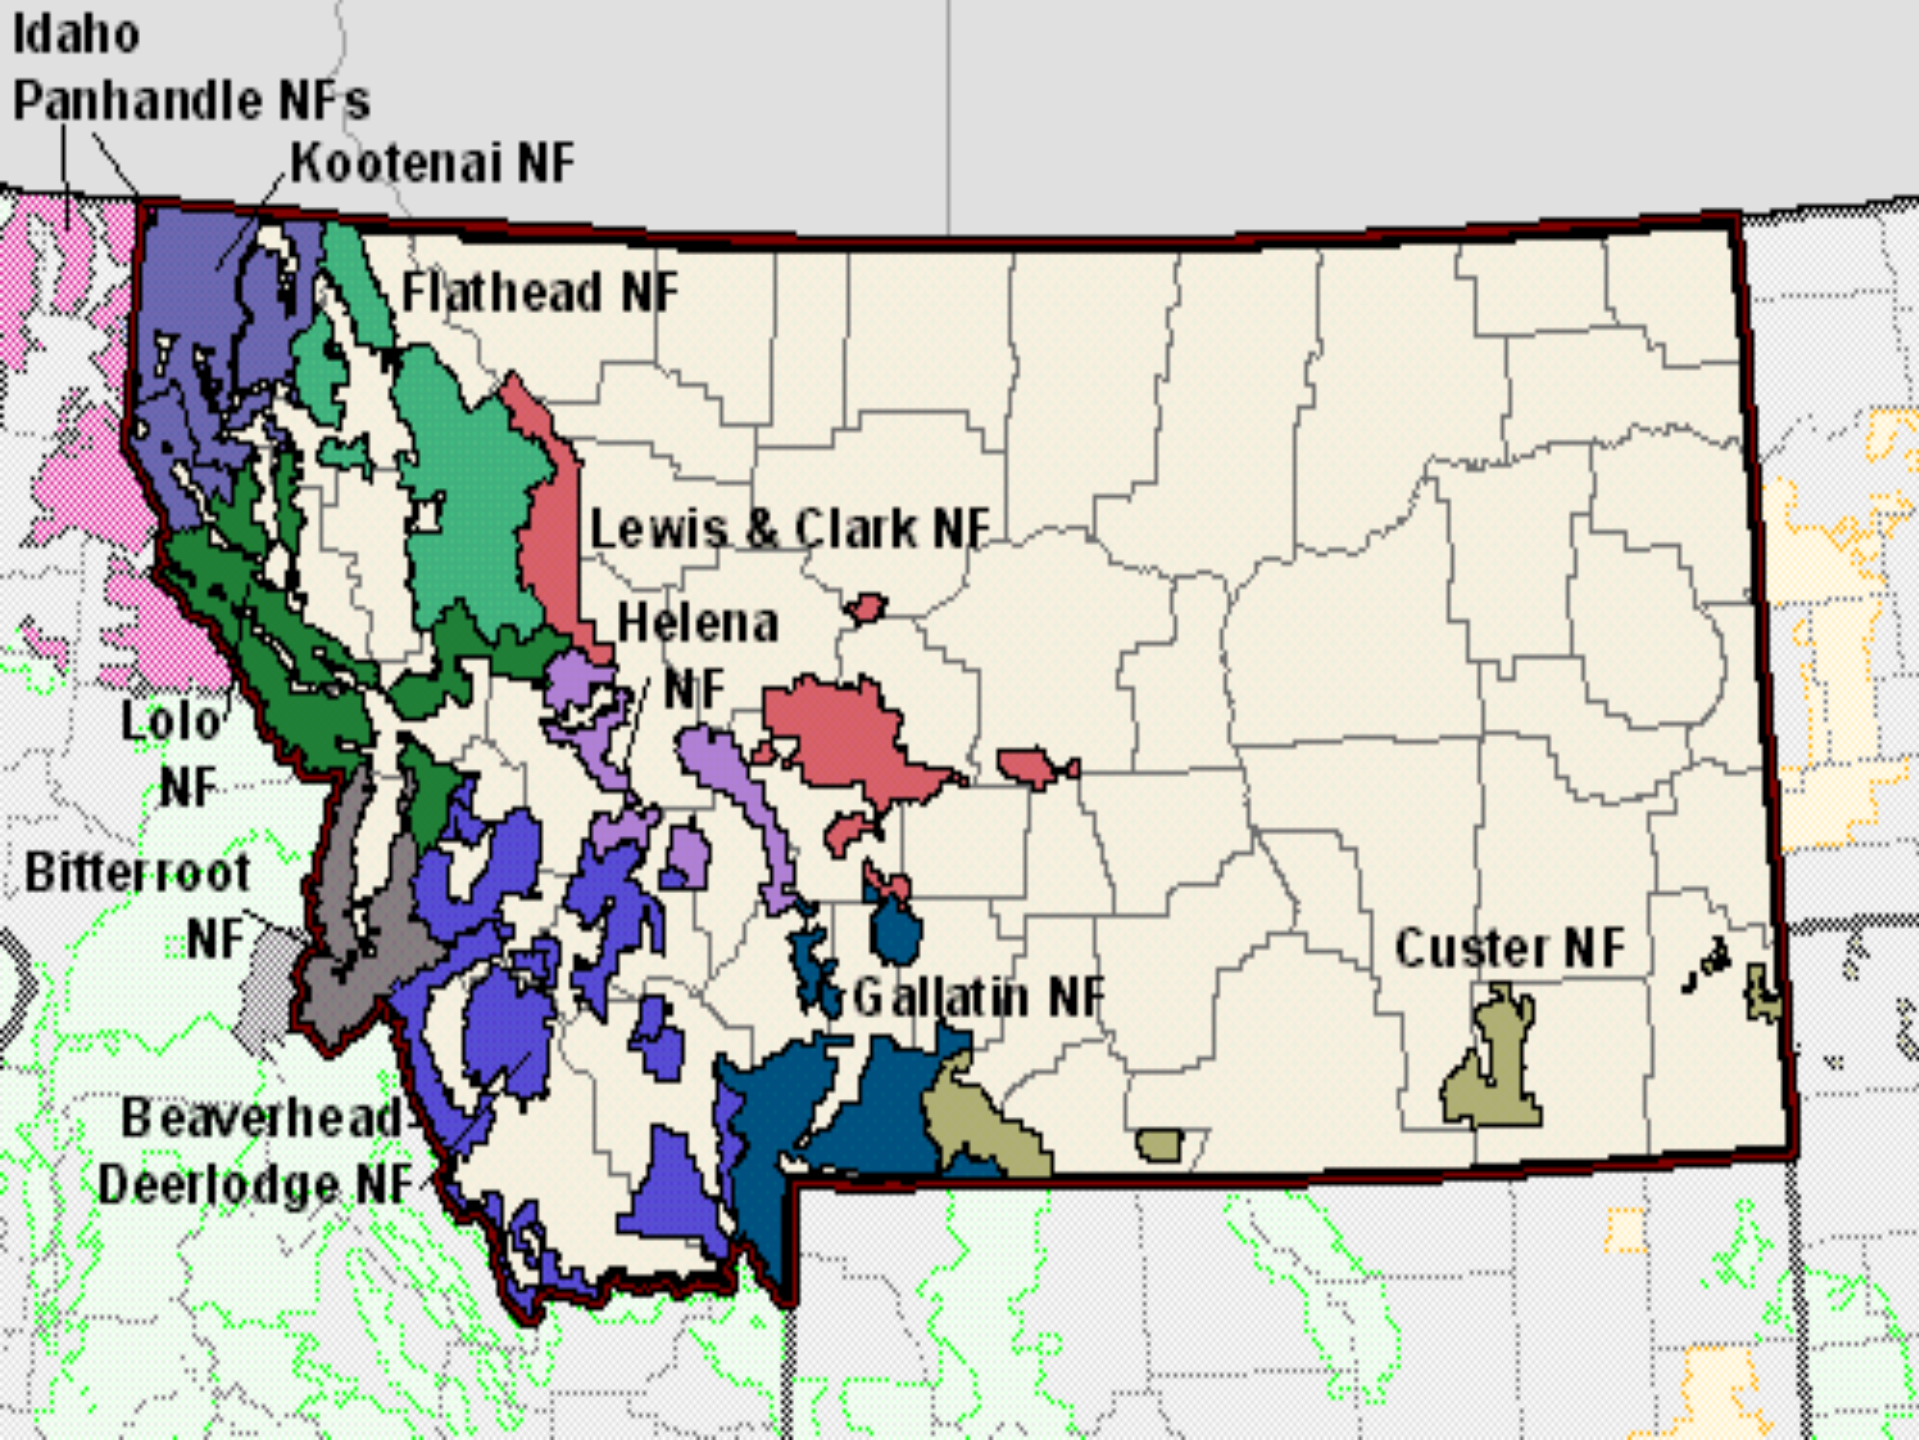 Idaho
Panhandle NFs
Kootenai NF
Flathead NF
Lewis & Clark NF
Helena
NF
Lolo
NF
Bitterroot
NF
Custer NF
Gallatin NF
Beaverhead-
Deerlodge NF